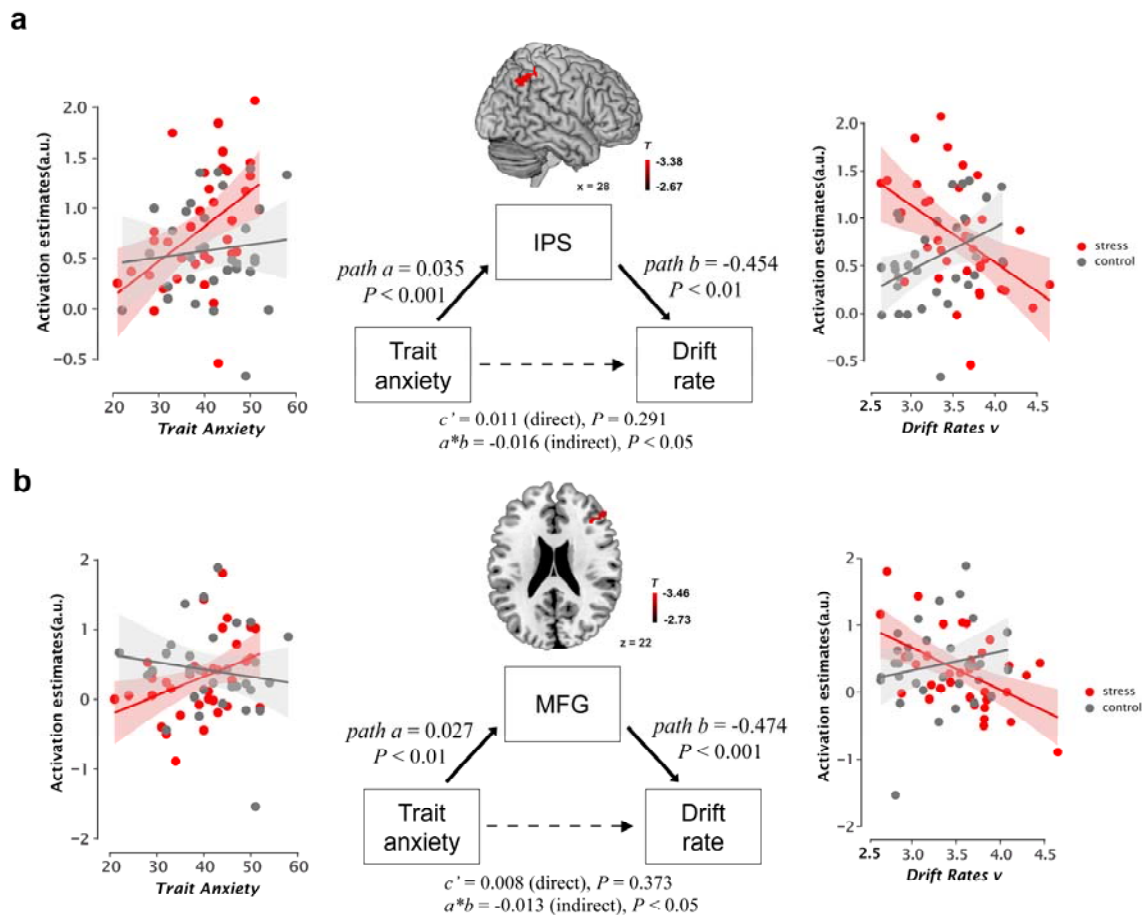 a
Activation estimates(a.u.)
2.0
1.5
1.0
0.5
0.0
−0.5
20 30 40 50 60
Trait Anxiety
x = 28
T
-3.38
-2.67
IPS
path a = 0.035
P < 0.001
path b = -0.454
P < 0.01
Trait
anxiety
Drift
rate
c' = 0.011 (direct), P = 0.291
a*b = -0.016 (indirect), P < 0.05
Activation estimates(a.u.)
2.0
1.5
1.0
0.5
0.0
−0.5
2.5 3.0 3.5 4.0 4.5
Drift Rates v
stress
control
b
Activation estimates(a.u.)
2
1
0
−1
−2
20 30 40 50 60
Trait Anxiety
z = 22
T
-3.46
-2.73
MFG
path a = 0.027
P < 0.01
path b = -0.474
P < 0.001
Trait
anxiety
Drift
rate
c' = 0.008 (direct), P = 0.373
a*b = -0.013 (indirect), P < 0.05
Activation estimates(a.u.)
2
1
0
−1
−2
2.5 3.0 3.5 4.0 4.5
Drift Rates v
stress
control